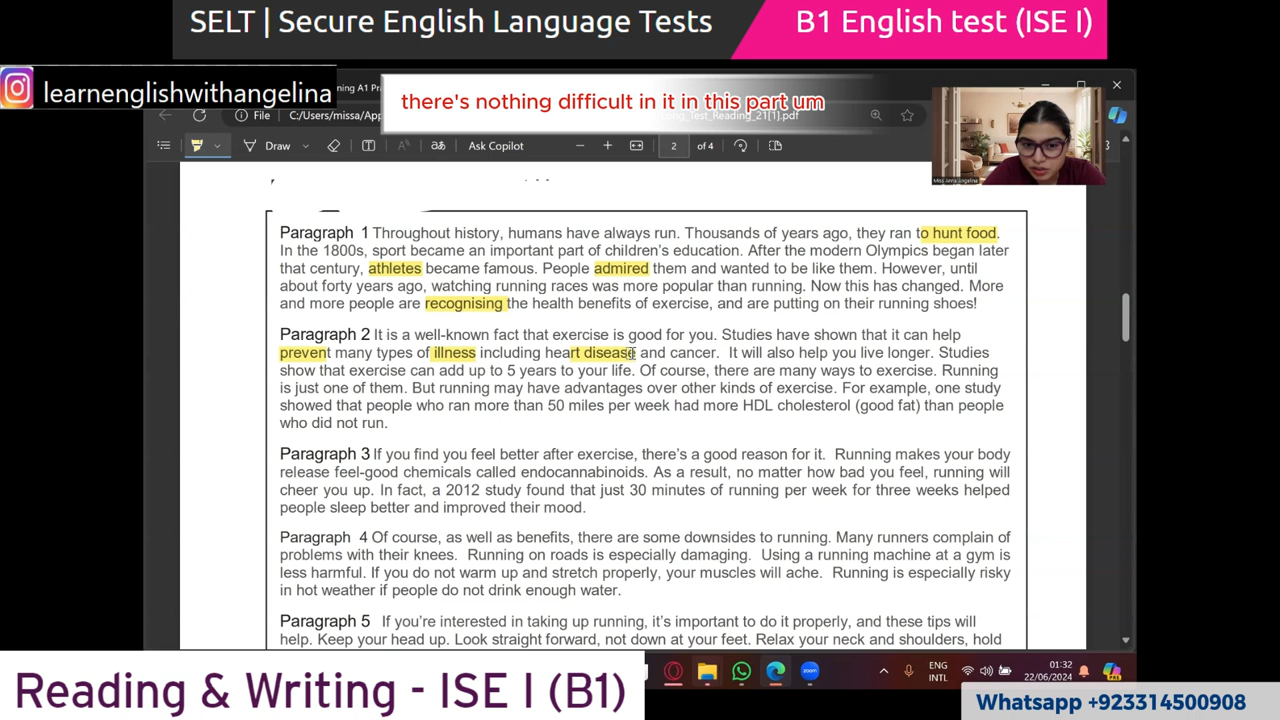 SELT | Secure English Language Tests
B1 English test (ISE I)
learnenglishwithangelina
there's nothing difficult in it in this part um
File
C:/Users/missa/App
ong_Test_Reading_21[1].pdf
Draw
Ask Copilot
2 of 4
Miss Anna Angelina
Paragraph 1 Throughout history, humans have always run. Thousands of years ago, they ran to hunt food.
In the 1800s, sport became an important part of children's education. After the modern Olympics began later
that century, athletes became famous. People admired them and wanted to be like them. However, until
about forty years ago, watching running races was more popular than running. Now this has changed. More
and more people are recognising the health benefits of exercise, and are putting on their running shoes!
Paragraph 2 It is a well-known fact that exercise is good for you. Studies have shown that it can help
prevent many types of illness including heart disease and cancer. It will also help you live longer. Studies
show that exercise can add up to 5 years to your life. Of course, there are many ways to exercise. Running
is just one of them. But running may have advantages over other kinds of exercise. For example, one study
showed that people who ran more than 50 miles per week had more HDL cholesterol (good fat) than people
who did not run.
Paragraph 3 If you find you feel better after exercise, there's a good reason for it. Running makes your body
release feel-good chemicals called endocannabinoids. As a result, no matter how bad you feel, running will
cheer you up. In fact, a 2012 study found that just 30 minutes of running per week for three weeks helped
people sleep better and improved their mood.
Paragraph 4 Of course, as well as benefits, there are some downsides to running. Many runners complain of
problems with their knees. Running on roads is especially damaging. Using a running machine at a gym is
less harmful. If you do not warm up and stretch properly, your muscles will ache. Running is especially risky
in hot weather if people do not drink enough water.
Paragraph 5 If you're interested in taking up running, it's important to do it properly, and these tips will
help. Keep your head up. Look straight forward, not down at your feet. Relax your neck and shoulders, hold
zoom
ENG
INTL
01:32
22/06/2024
Reading & Writing - ISE I (B1)
Whatsapp +923314500908